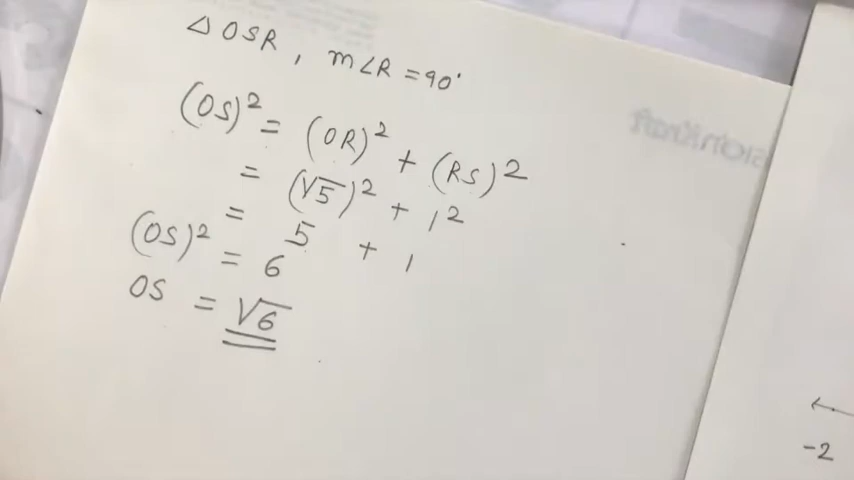 △ OSR, m∠R = 90°
(OS)² = (OR)² + (RS)²
= (√5)² + 1²
= 5 + 1
(OS)² = 6
OS = √6
-2